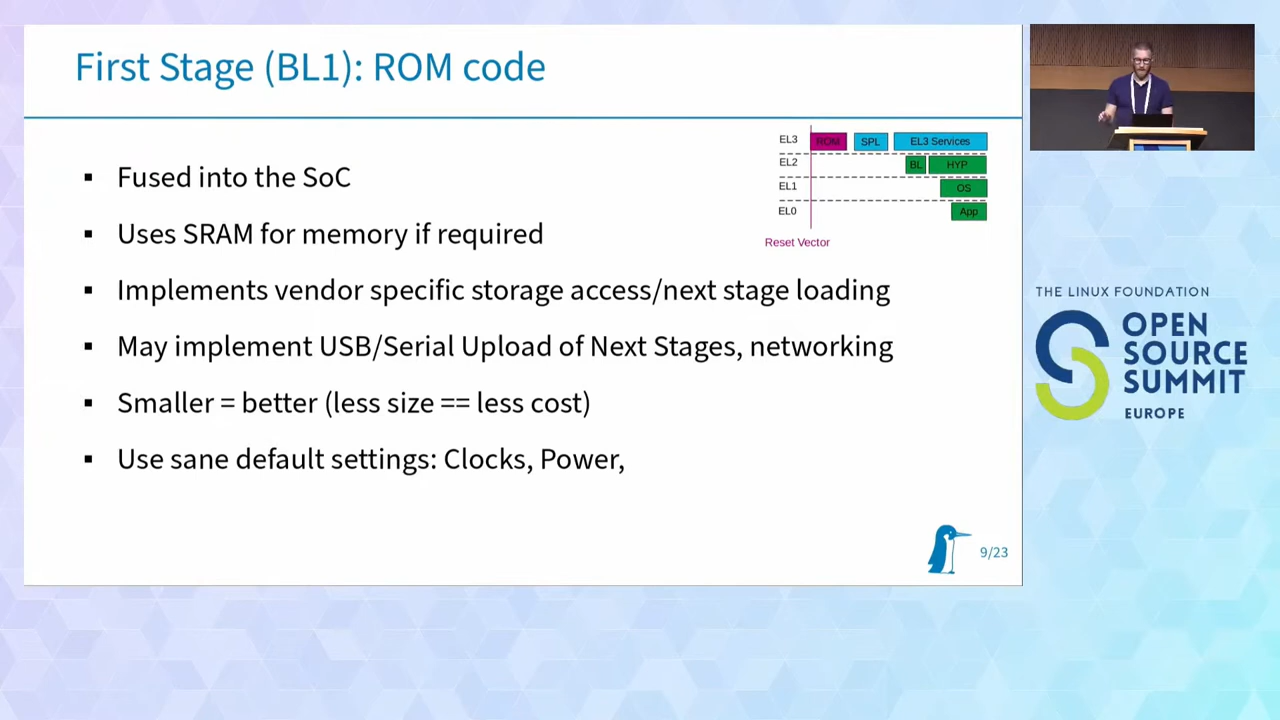 First Stage (BL1): ROM code
▪ Fused into the SoC
▪ Uses SRAM for memory if required
▪ Implements vendor specific storage access/next stage loading
▪ May implement USB/Serial Upload of Next Stages, networking
▪ Smaller = better (less size == less cost)
▪ Use sane default settings: Clocks, Power,
EL3 ROM SPL EL3 Services
EL2 BL HYP
EL1 OS
EL0 App
Reset Vector
9/23
THE LINUX FOUNDATION
OPEN
SOURCE
SUMMIT
EUROPE